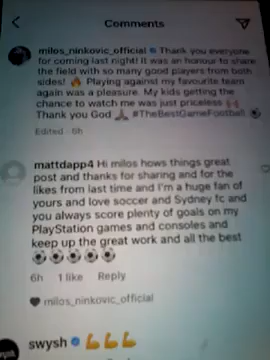 Comments
milos_ninkovic_official Thank you everyone
for coming last night! It was an honour to share
the field with so many good players from both
sides! 🔥 Playing against my favourite team
again was a pleasure. My kids getting the
chance to watch me was just priceless 🙌
Thank you God 🙏 #TheBestGameFootball ⚽
Edited · 6h
mattdapp4 Hi milos hows things great
post and thanks for sharing and for the
likes from last time and I'm a huge fan of
yours and love soccer and Sydney fc and
you always score plenty of goals on my
PlayStation games and consoles and
keep up the great work and all the best
⚽⚽⚽⚽⚽
6h 1 like Reply
milos_ninkovic_official
swysh 💪💪💪